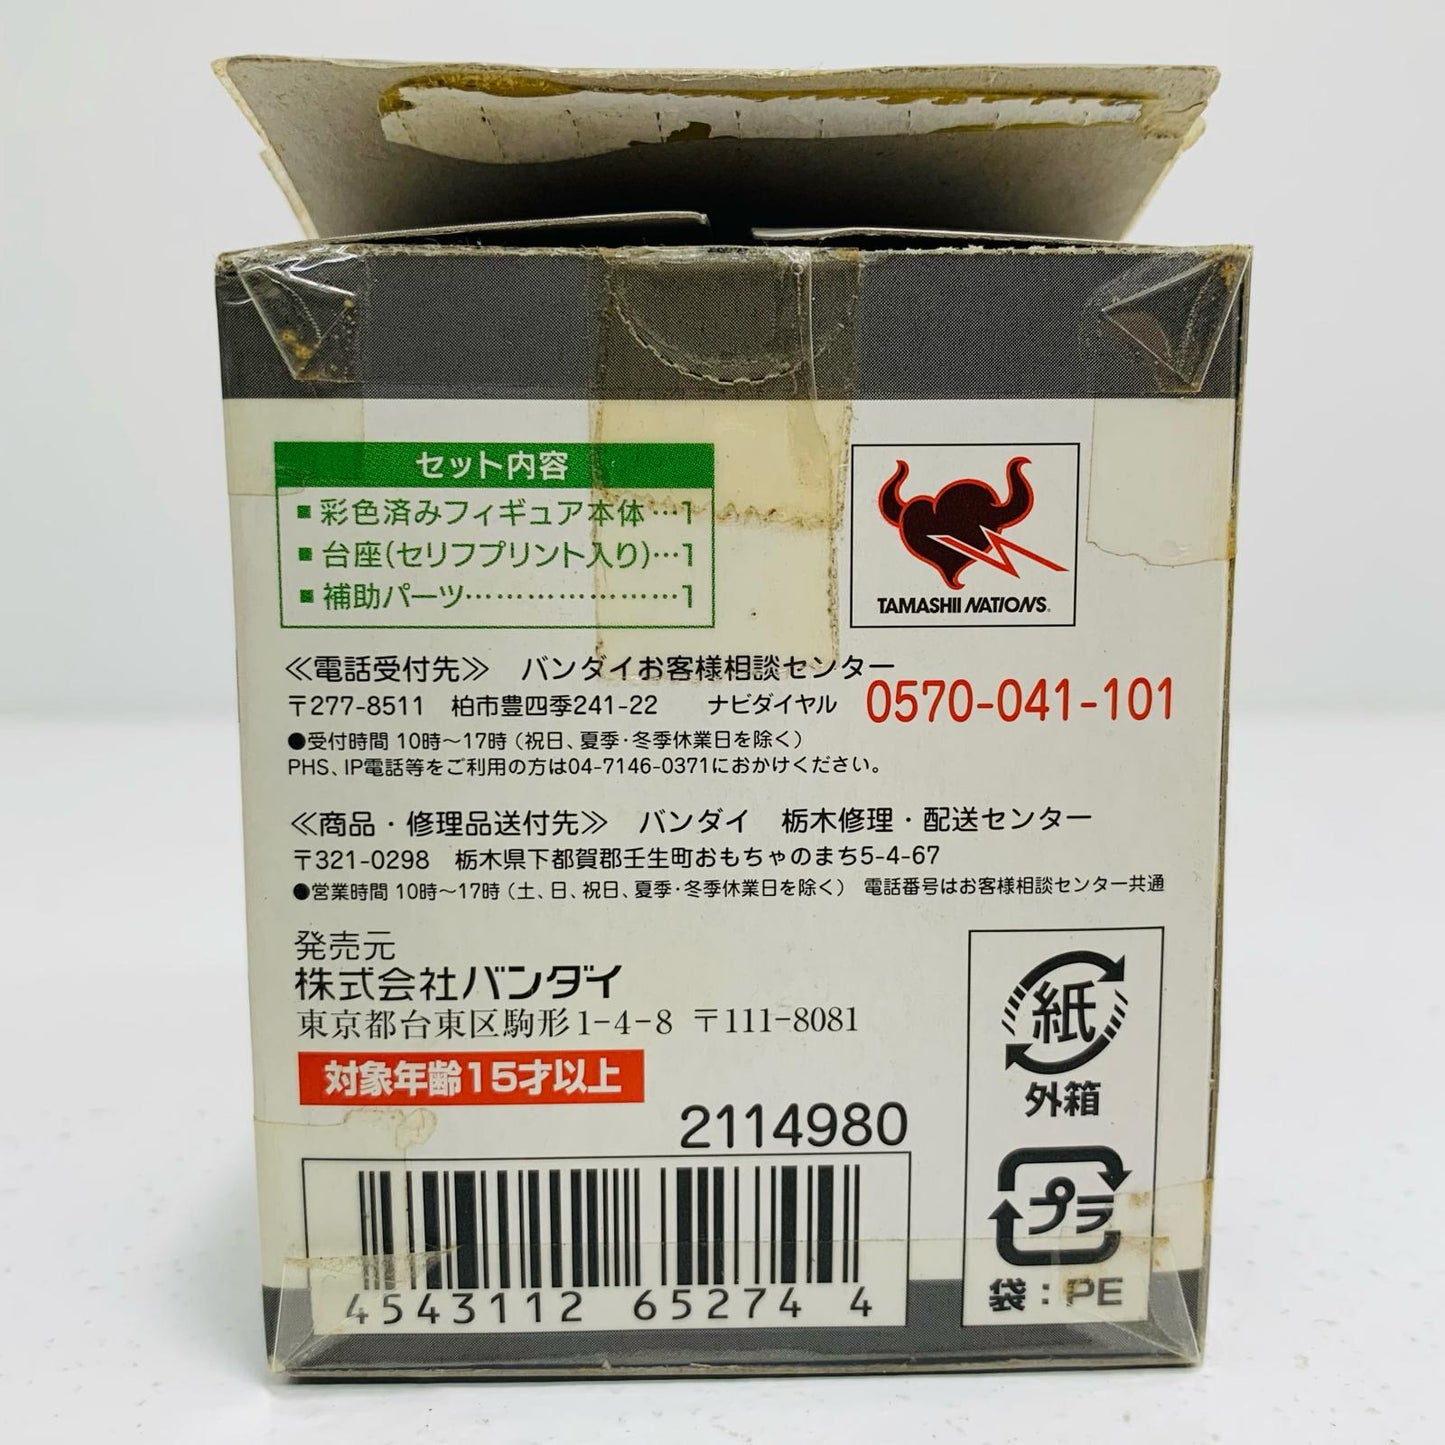 セット内容
■彩色済みフィギュア本体…1
■台座(セリフプリント入り)…1
■補助パーツ…………………1
TAMASHII NATIONS
≪電話受付先≫ バンダイお客様相談センター
〒277-8511 柏市豊四季241-22 ナビダイヤル 0570-041-101
●受付時間 10時～17時（祝日、夏季・冬季休業日を除く）
PHS、IP電話等をご利用の方は04-7146-0371におかけください。
≪商品・修理品送付先≫ バンダイ 栃木修理・配送センター
〒321-0298 栃木県下都賀郡壬生町おもちゃのまち5-4-67
●営業時間 10時～17時（土、日、祝日、夏季・冬季休業日を除く） 電話番号はお客様相談センター共通
発売元
株式会社バンダイ
東京都台東区駒形1-4-8 〒111-8081
対象年齢15才以上
2114980
4543112 652744
紙
外箱
プラ
袋：PE